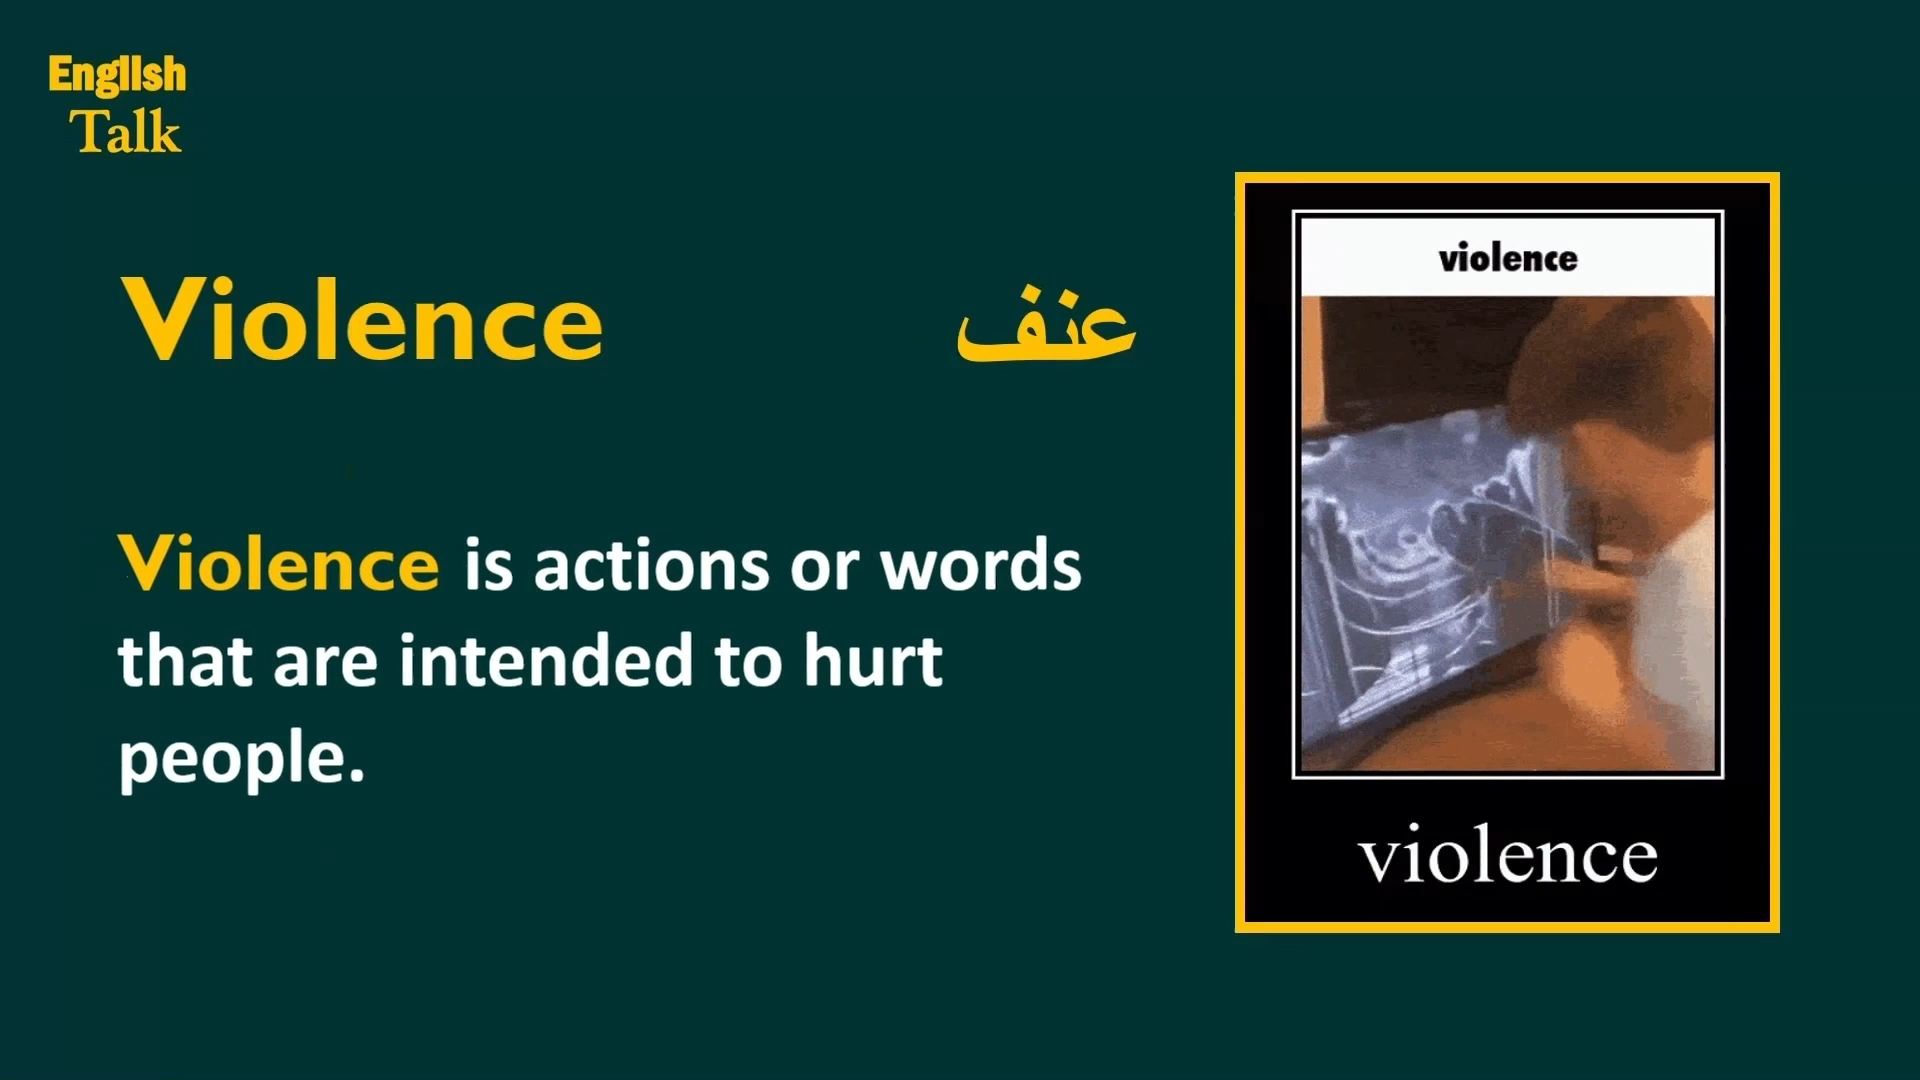 English
Talk
Violence
عنف
Violence is actions or words
that are intended to hurt
people.
violence
violence